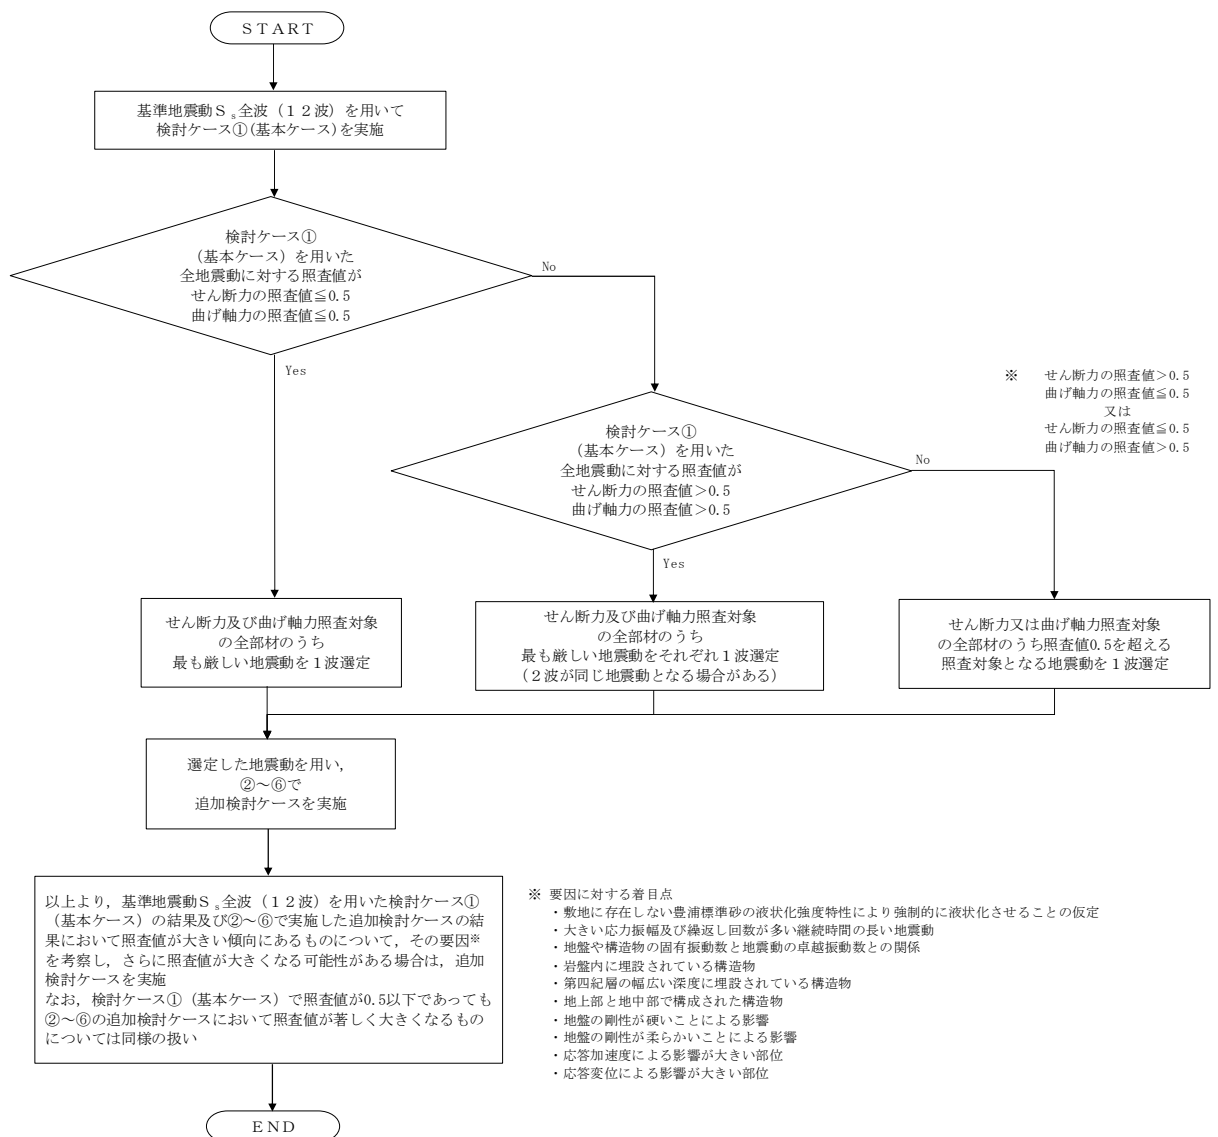 START
基準地震動Ｓs全波（１２波）を用いて
検討ケース①(基本ケース)を実施
検討ケース①
（基本ケース）を用いた
全地震動に対する照査値が
せん断力の照査値≦0.5
曲げ軸力の照査値≦0.5
No
Yes
※ せん断力の照査値＞0.5
曲げ軸力の照査値≦0.5
又は
せん断力の照査値≦0.5
曲げ軸力の照査値＞0.5
検討ケース①
（基本ケース）を用いた
全地震動に対する照査値が
せん断力の照査値＞0.5
曲げ軸力の照査値＞0.5
No
Yes
せん断力及び曲げ軸力照査対象
の全部材のうち
最も厳しい地震動を１波選定
せん断力及び曲げ軸力照査対象
の全部材のうち
最も厳しい地震動をそれぞれ１波選定
（２波が同じ地震動となる場合がある）
せん断力又は曲げ軸力照査対象
の全部材のうち照査値0.5を超える
照査対象となる地震動を１波選定
選定した地震動を用い，
②～⑥で
追加検討ケースを実施
以上より，基準地震動Ｓs全波（１２波）を用いた検討ケース①
（基本ケース）の結果及び②～⑥で実施した追加検討ケースの結
果において照査値が大きい傾向にあるものについて，その要因※
を考察し，さらに照査値が大きくなる可能性がある場合は，追加
検討ケースを実施
なお，検討ケース①（基本ケース）で照査値が0.5以下であっても
②～⑥の追加検討ケースにおいて照査値が著しく大きくなるもの
については同様の扱い
※ 要因に対する着目点
・敷地に存在しない豊浦標準砂の液状化強度特性により強制的に液状化させることの仮定
・大きい応力振幅及び繰返し回数が多い継続時間の長い地震動
・地盤や構造物の固有振動数と地震動の卓越振動数との関係
・岩盤内に埋設されている構造物
・第四紀層の幅広い深度に埋設されている構造物
・地上部と地中部で構成された構造物
・地盤の剛性が硬いことによる影響
・地盤の剛性が柔らかいことによる影響
・応答加速度による影響が大きい部位
・応答変位による影響が大きい部位
END